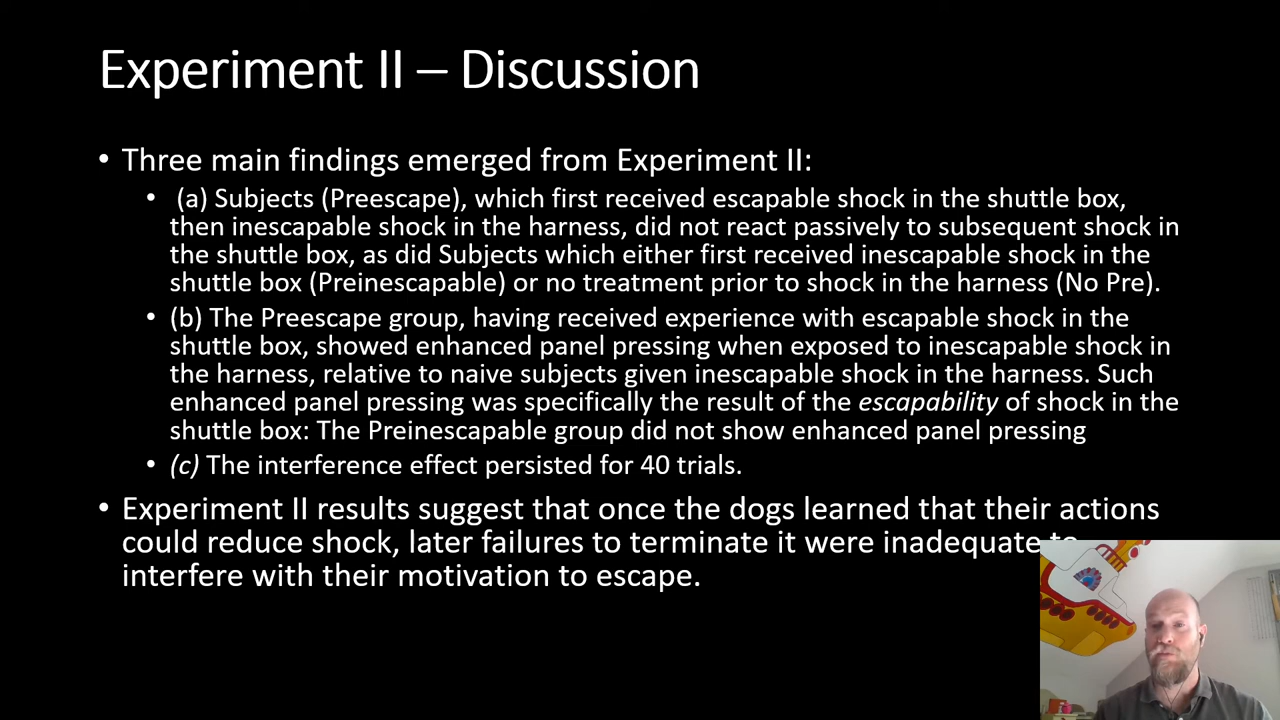 Experiment II – Discussion
• Three main findings emerged from Experiment II:
• (a) Subjects (Preescape), which first received escapable shock in the shuttle box,
then inescapable shock in the harness, did not react passively to subsequent shock in
the shuttle box, as did Subjects which either first received inescapable shock in the
shuttle box (Preinescapable) or no treatment prior to shock in the harness (No Pre).
• (b) The Preescape group, having received experience with escapable shock in the
shuttle box, showed enhanced panel pressing when exposed to inescapable shock in
the harness, relative to naive subjects given inescapable shock in the harness. Such
enhanced panel pressing was specifically the result of the escapability of shock in the
shuttle box: The Preinescapable group did not show enhanced panel pressing
• (c) The interference effect persisted for 40 trials.
• Experiment II results suggest that once the dogs learned that their actions
could reduce shock, later failures to terminate it were inadequate to
interfere with their motivation to escape.